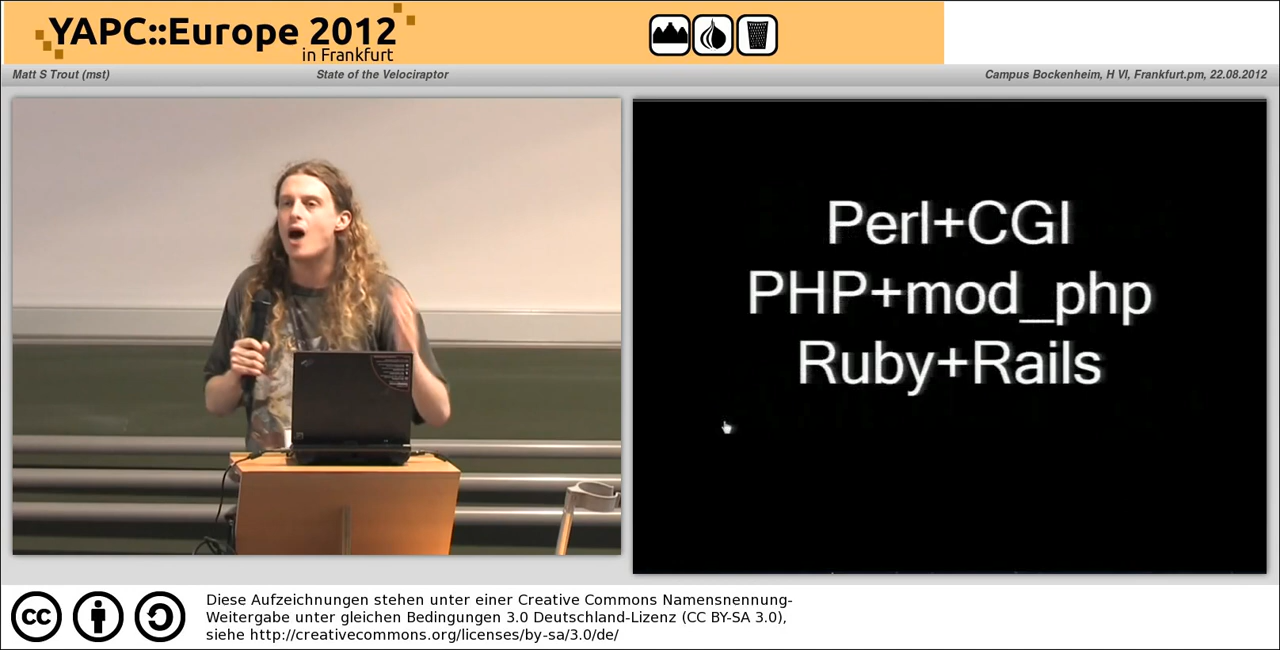 YAPC::Europe 2012
in Frankfurt
Matt S Trout (mst)
State of the Velociraptor
Campus Bockenheim, H VI, Frankfurt.pm, 22.08.2012
Perl+CGI
PHP+mod_php
Ruby+Rails
cc
Diese Aufzeichnungen stehen unter einer Creative Commons Namensnennung-
Weitergabe unter gleichen Bedingungen 3.0 Deutschland-Lizenz (CC BY-SA 3.0),
siehe http://creativecommons.org/licenses/by-sa/3.0/de/